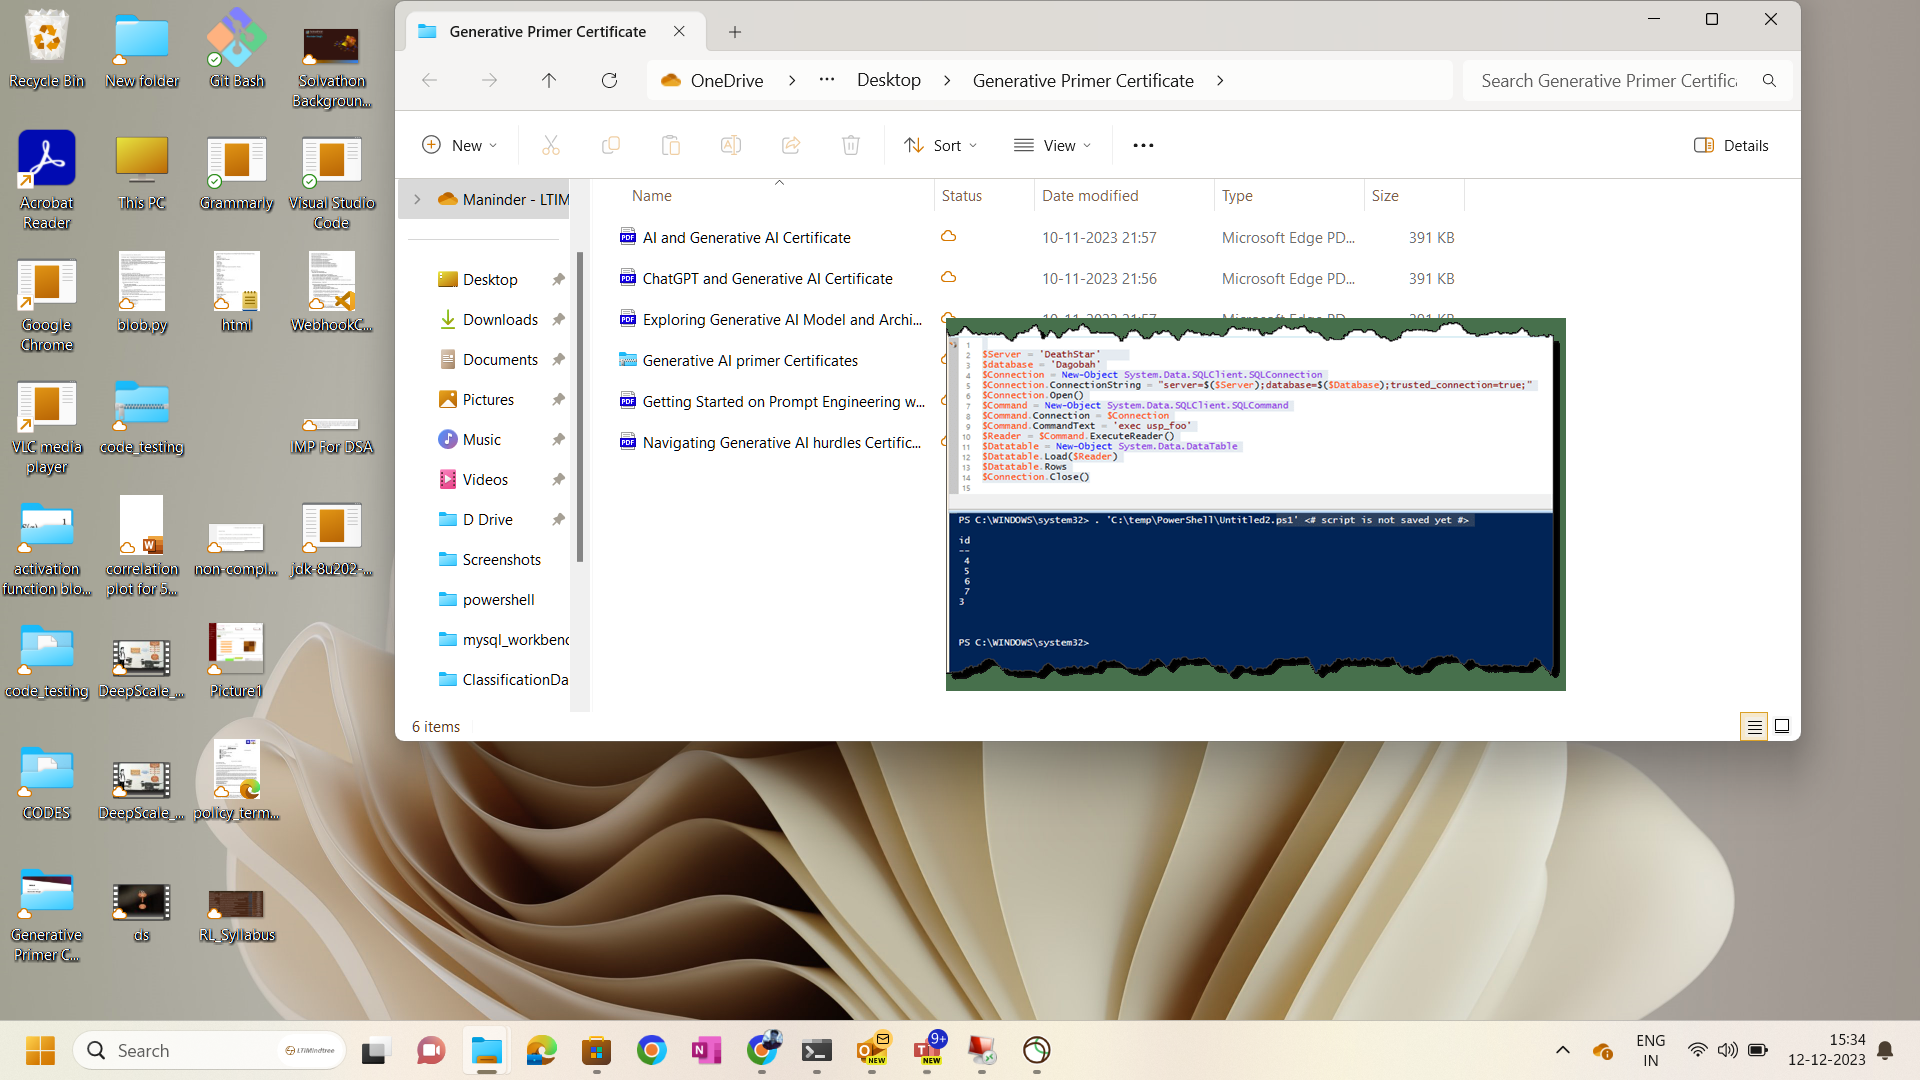 Recycle Bin
New folder
Git Bash
Solvathon
Backgroun...
Acrobat
Reader
This PC
Grammarly
Visual Studio
Code
Google
Chrome
blob.py
html
WebhookC...
VLC media
player
code_testing
IMP For DSA
activation
function blo...
correlation
plot for 5...
non-compl...
jdk-8u202-...
code_testing
DeepScale_...
Picture1
CODES
DeepScale_...
policy_term...
Generative
Primer C...
ds
RL_Syllabus
Generative Primer Certificate
OneDrive
Desktop
Generative Primer Certificate
Search Generative Primer Certific
New
Sort
View
Details
Maninder - LTIM
Desktop
Downloads
Documents
Pictures
Music
Videos
D Drive
Screenshots
powershell
mysql_workbenc
ClassificationDa
Name Status Date modified Type Size
AI and Generative AI Certificate 10-11-2023 21:57 Microsoft Edge PD... 391 KB
ChatGPT and Generative AI Certificate 10-11-2023 21:56 Microsoft Edge PD... 391 KB
Exploring Generative AI Model and Archi...
Generative AI primer Certificates
Getting Started on Prompt Engineering w...
Navigating Generative AI hurdles Certific...
1
2 $Server = 'DeathStar'
3 $database = 'Dagobah'
4 $Connection = New-Object System.Data.SQLClient.SQLConnection
5 $Connection.ConnectionString = "server=$($Server);database=$($Database);trusted_connection=true;"
6 $Connection.Open()
7 $Command = New-Object System.Data.SQLClient.SQLCommand
8 $Command.Connection = $Connection
9 $Command.CommandText = 'exec usp_foo'
10 $Reader = $Command.ExecuteReader()
11 $Datatable = New-Object System.Data.DataTable
12 $Datatable.Load($Reader)
13 $Datatable.Rows
14 $Connection.Close()
15
PS C:\WINDOWS\system32> . 'C:\temp\PowerShell\Untitled2.ps1' <# script is not saved yet #>
id
--
4
5
6
7
3
PS C:\WINDOWS\system32>
6 items
Search
LTIMindtree
NEW
9+
NEW
ENG
IN
15:34
12-12-2023